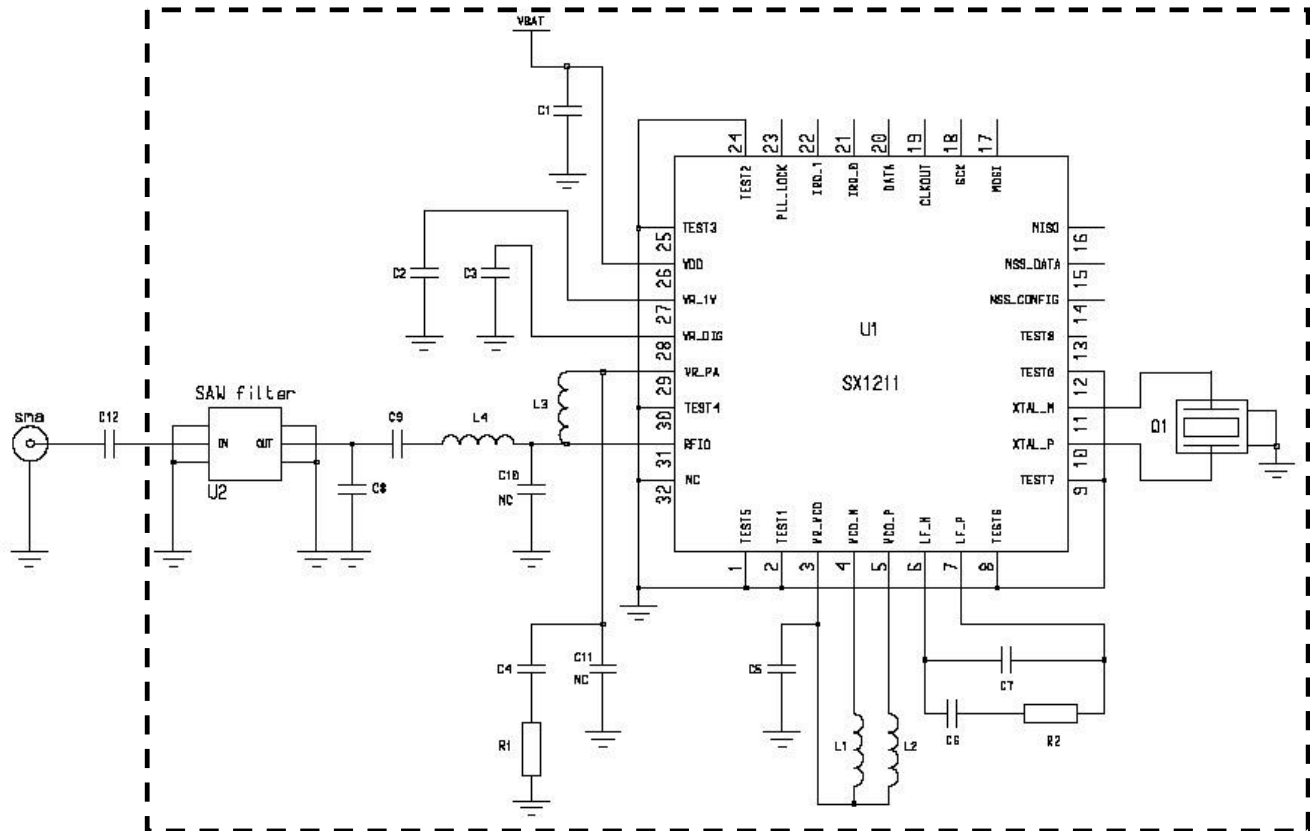 VBAT
C1
24 23 22 21 20 19 18 17
TEST2 PLL_LOCK IRQ_1 IRQ_0 DATA CLKOUT SCK MOSI
TEST3
25
VDD
26
VR_1V
27
VR_DIG
28
VR_PA
29
TEST4
30
RFIO
31
NC
32
MISO
16
NSS_DATA
15
NSS_CONFIG
14
TEST8
13
12
XTAL_M
11
XTAL_P
10
TEST7
9
U1
SX1211
C2
C3
SAW filter
sma
C12
IN OUT
U2
C8
C9
L4
L3
C10
NC
Q1
TEST5 TEST1 VR_VCO VCO_M VCO_P LF_M LF_P
1 2 3 4 5 6 7 8
C4
C11
NC
R1
C5
L1
L2
C7
C6
R2